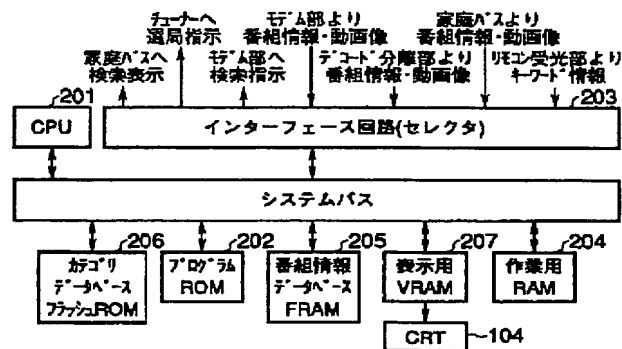 チューナーへ
選局指示
モデム部より
番組情報・動画像
家庭バスより
番組情報・動画像
家庭バスへ
検索表示
モデム部へ
検索指示
デコード分離部より
番組情報・動画像
リモコン受光部より
キーワード情報
201
CPU
203
インターフェース回路(セレクタ)
システムバス
206
カテゴリ
データベース
フラッシュROM
202
プログラム
ROM
205
番組情報
データベース
FRAM
207
表示用
VRAM
204
作業用
RAM
CRT
104